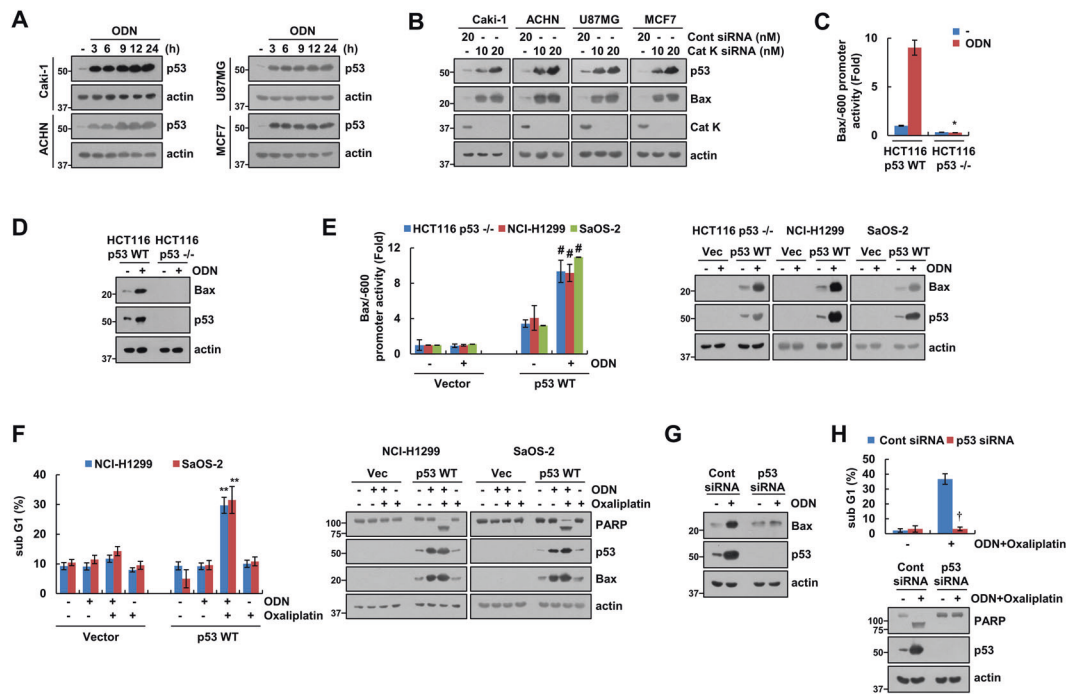 A
ODN
- 3 6 9 12 24 (h)
Caki-1
50
p53
37
actin
ACHN
50
p53
37
actin
ODN
- 3 6 9 12 24 (h)
U87MG
50
p53
37
actin
MCF7
50
p53
37
actin
B
Caki-1 ACHN U87MG MCF7
20 20 20 20 Cont siRNA (nM)
10 20 10 20 10 20 10 20 Cat K siRNA (nM)
50
p53
20
Bax
37
Cat K
37
actin
C
-
ODN
Bax/-600 promoter
activity (Fold)
10
8
6
4
2
0
*
HCT116 HCT116
p53 WT p53 -/-
D
HCT116 HCT116
p53 WT p53 -/-
- + - + ODN
20
Bax
50
p53
37
actin
E
HCT116 p53 -/- NCI-H1299 SaOS-2
Bax/-600
promoter activity (Fold)
12
8
4
0
# # #
- + - + ODN
Vector p53 WT
HCT116 p53 -/- NCI-H1299 SaOS-2
Vec p53 WT Vec p53 WT Vec p53 WT
- + - + - + - + - + - + ODN
20
Bax
50
p53
37
actin
F
NCI-H1299 SaOS-2
sub G1 (%)
40
30
20
10
0
** **
- + + - - + + - ODN
- - + + - - + + Oxaliplatin
Vector p53 WT
NCI-H1299 SaOS-2
Vec p53 WT Vec p53 WT
- + + - - + + - - + + - - + + - ODN
- - + + - - + + - - + + - - + + Oxaliplatin
100
75
PARP
50
p53
20
Bax
37
actin
G
Cont p53
siRNA siRNA
- + - + ODN
20
Bax
50
p53
37
actin
H
Cont siRNA p53 siRNA
sub G1 (%)
50
40
30
20
10
0
†
- + ODN+Oxaliplatin
Cont p53
siRNA siRNA
- + - + ODN+Oxaliplatin
100
75
PARP
50
p53
37
actin